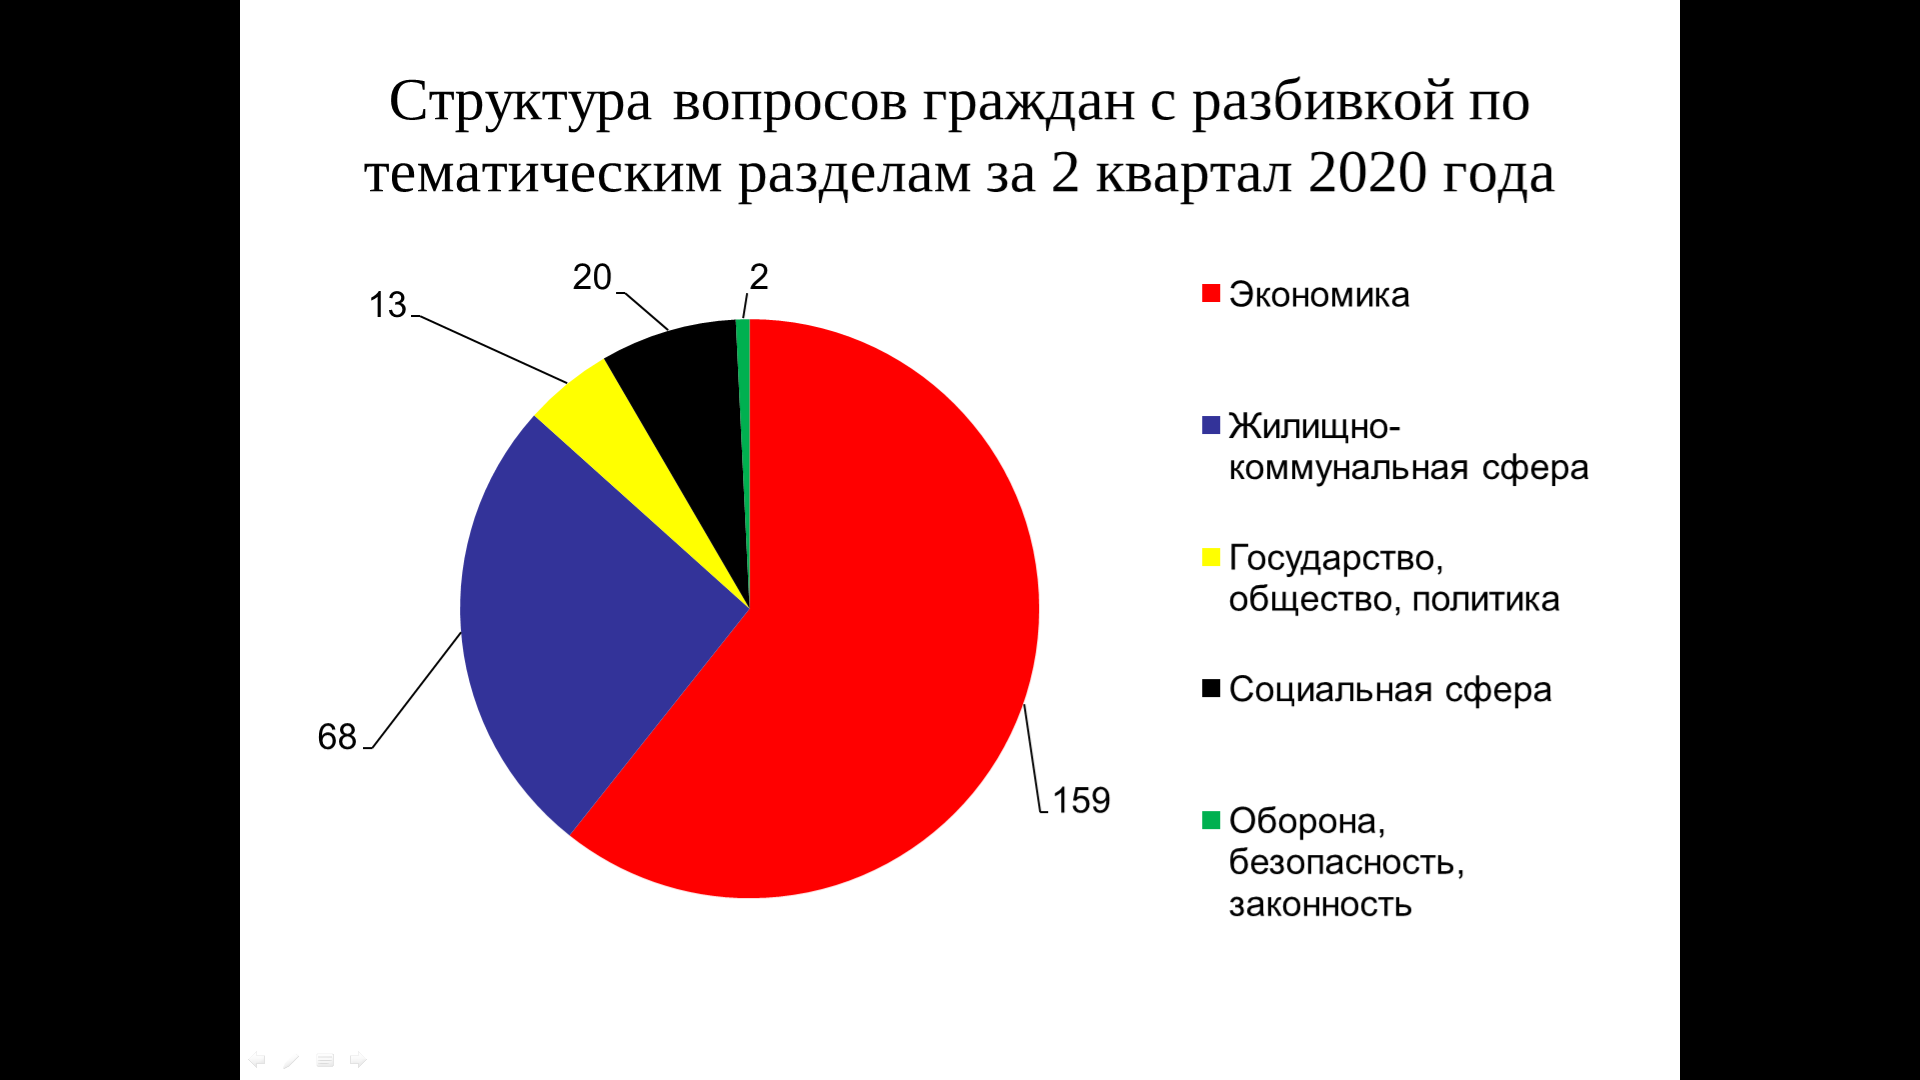 Структура вопросов граждан с разбивкой по
тематическим разделам за 2 квартал 2020 года
20
2
13
68
159
Экономика
Жилищно-
коммунальная сфера
Государство,
общество, политика
Социальная сфера
Оборона,
безопасность,
законность